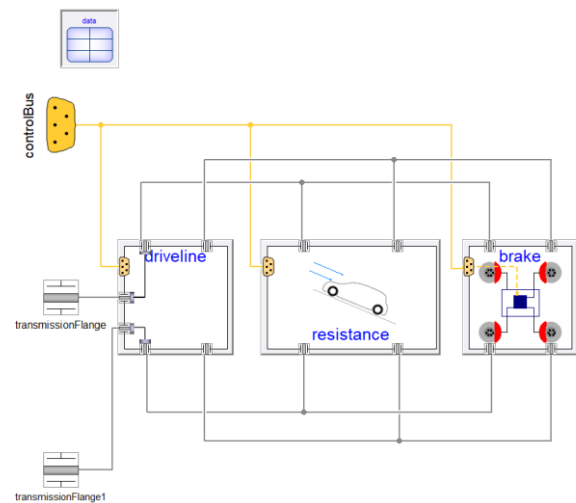 data
controlBus
driveline
resistance
brake
transmissionFlange
transmissionFlange1